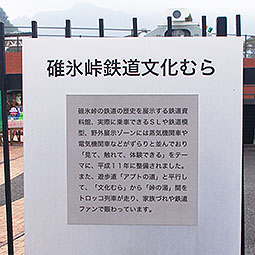 碓氷峠鉄道文化むら
碓氷峠の鉄道の歴史を展示する鉄道資
料館、実際に乗車できるSLや鉄道模
型、野外展示ゾーンには蒸気機関車や
電気機関車などがずらりと並んでおり
「見て、触れて、体験できる」をテー
マに、平成11年に整備されました。
また、遊歩道「アプトの道」と平行し
て、「文化むら」から「峠の湯」間を
トロッコ列車が走り、家族づれや鉄道
ファンで賑わっています。